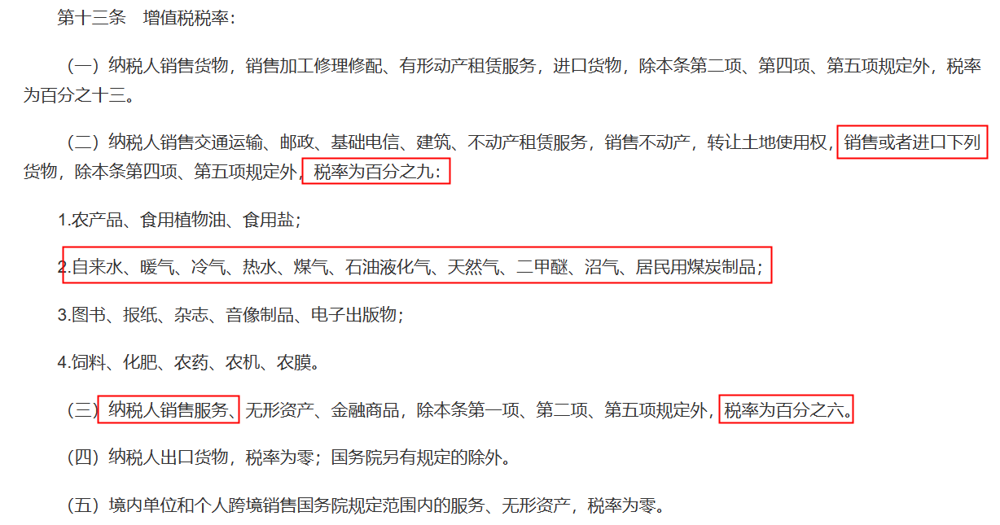 第十三条　增值税税率：
（一）纳税人销售货物，销售加工修理修配、有形动产租赁服务，进口货物，除本条第二项、第四项、第五项规定外，税率
为百分之十三。
（二）纳税人销售交通运输、邮政、基础电信、建筑、不动产租赁服务，销售不动产，转让土地使用权，销售或者进口下列
货物，除本条第四项、第五项规定外，税率为百分之九：
1.农产品、食用植物油、食用盐；
2.自来水、暖气、冷气、热水、煤气、石油液化气、天然气、二甲醚、沼气、居民用煤炭制品；
3.图书、报纸、杂志、音像制品、电子出版物；
4.饲料、化肥、农药、农机、农膜。
（三）纳税人销售服务、无形资产、金融商品，除本条第一项、第二项、第五项规定外，税率为百分之六。
（四）纳税人出口货物，税率为零；国务院另有规定的除外。
（五）境内单位和个人跨境销售国务院规定范围内的服务、无形资产，税率为零。